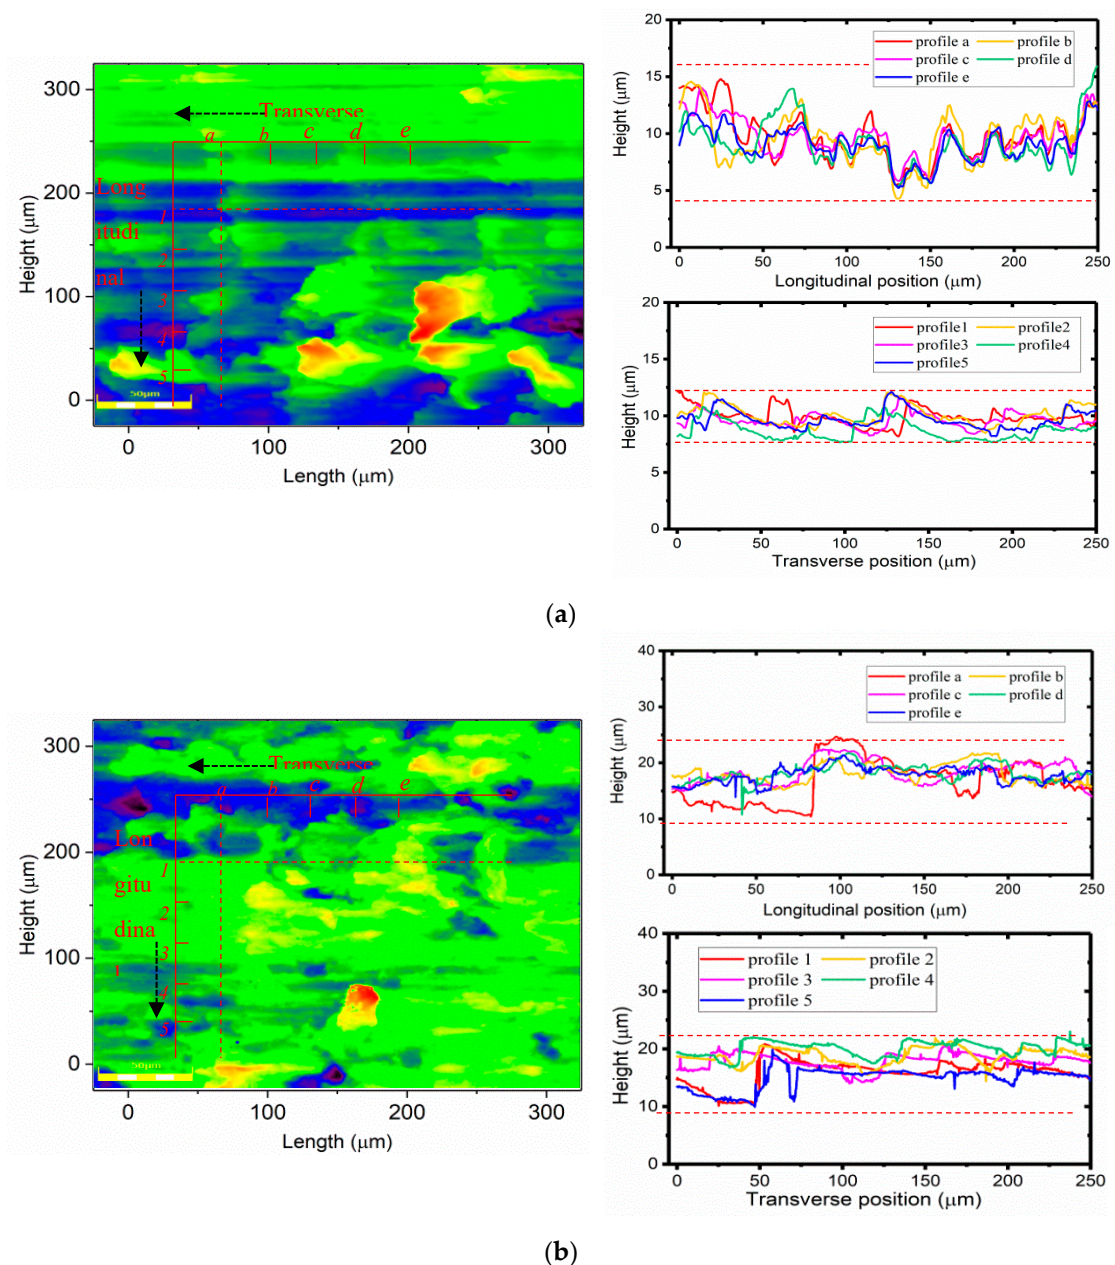 300
200
100
0
Height (μm)
Transverse
a b c d e
Long
itudi
nal
1
2
3
4
5
50μm
0 100 200 300
Length (μm)
20
15
10
5
0
Height (μm)
profile a profile b
profile c profile d
profile e
0 50 100 150 200 250
Longitudinal position (μm)
20
15
10
5
0
Height (μm)
profile1 profile2
profile3 profile4
profile5
0 50 100 150 200 250
Transverse position (μm)
(a)
300
200
100
0
Height (μm)
Transverse
a b c d e
Lon
gitu
dina
l
1
2
3
4
5
50μm
0 100 200 300
Length (μm)
40
30
20
10
0
Height (μm)
profile a profile b
profile c profile d
profile e
0 50 100 150 200 250
Longitudinal position (μm)
40
30
20
10
0
Height (μm)
profile 1 profile 2
profile 3 profile 4
profile 5
0 50 100 150 200 250
Transverse position (μm)
(b)